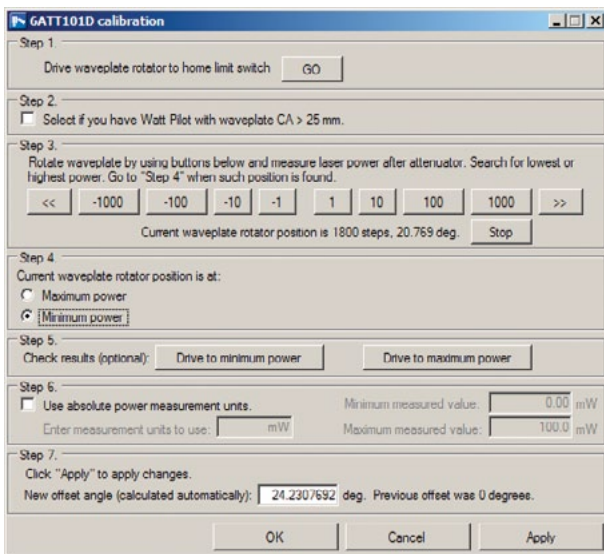 6ATT101D calibration
Step 1.
Drive waveplate rotator to home limit switch GO
Step 2.
Select if you have Watt Pilot with waveplate CA > 25 mm.
Step 3.
Rotate waveplate by using buttons below and measure laser power after attenuator. Search for lowest or
highest power. Go to "Step 4" when such position is found.
<< -1000 -100 -10 -1 1 10 100 1000 >>
Current waveplate rotator position is 1800 steps, 20.769 deg. Stop
Step 4
Current waveplate rotator position is at:
Maximum power
Minimum power
Step 5.
Check results (optional): Drive to minimum power Drive to maximum power
Step 6.
Use absolute power measurement units. Minimum measured value: 0.00 mW
Enter measurement units to use: mW Maximum measured value: 100.0 mW
Step 7.
Click "Apply" to apply changes.
New offset angle (calculated automatically): 24.2307692 deg. Previous offset was 0 degrees.
OK Cancel Apply